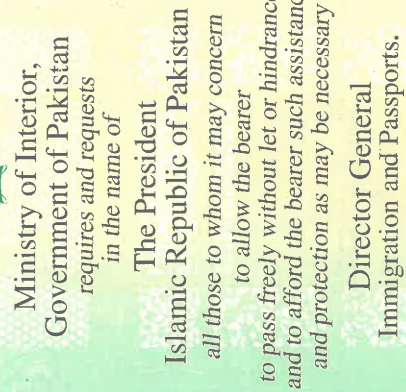 Ministry of Interior,
Government of Pakistan
requires and requests
in the name of
The President
Islamic Republic of Pakistan
all those to whom it may concern
to allow the bearer
to pass freely without let or hindrance
and to afford the bearer such assistance
and protection as may be necessary
Director General
Immigration and Passports.